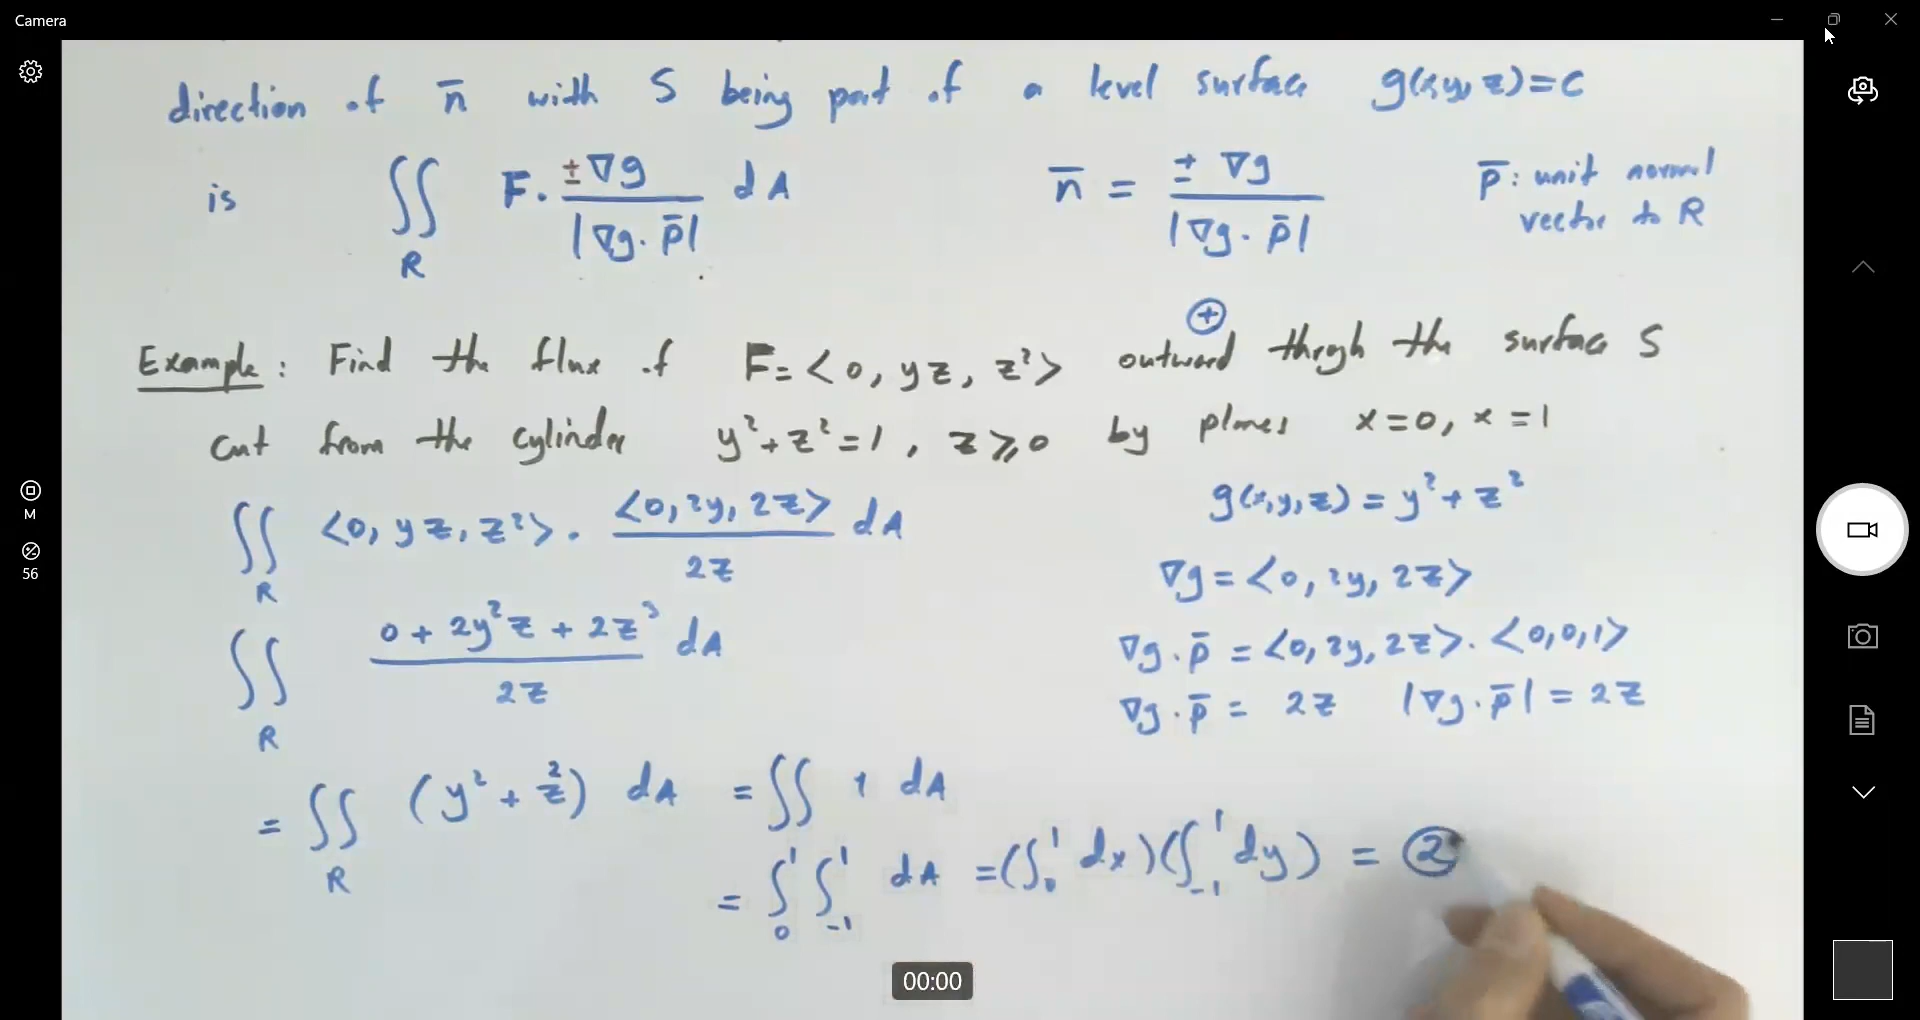 Camera
direction of n̄ with S being part of a level surface g(x,y,z)=c
is ∬_R F · ±∇g / |∇g · p̄| dA n̄ = ±∇g / |∇g · p̄| p̄ : unit normal vector to R
Example : Find the flux of F = <0, yz, z²> outward ⊕ through the surface S
cut from the cylinder y² + z² = 1 , z ⩾ 0 by planes x = 0, x = 1
∬_R <0, yz, z²> · <0, 2y, 2z> / 2z dA g(x,y,z) = y² + z²
∇g = <0, 2y, 2z>
∬_R (0 + 2y²z + 2z³) / 2z dA ∇g · p̄ = <0, 2y, 2z> · <0,0,1>
∇g · p̄ = 2z |∇g · p̄| = 2z
= ∬_R (y² + z²) dA = ∬ 1 dA
= ∫₀¹ ∫₋₁¹ dA = (∫₀¹ dx)(∫₋₁¹ dy) = 2
M
56
00:00